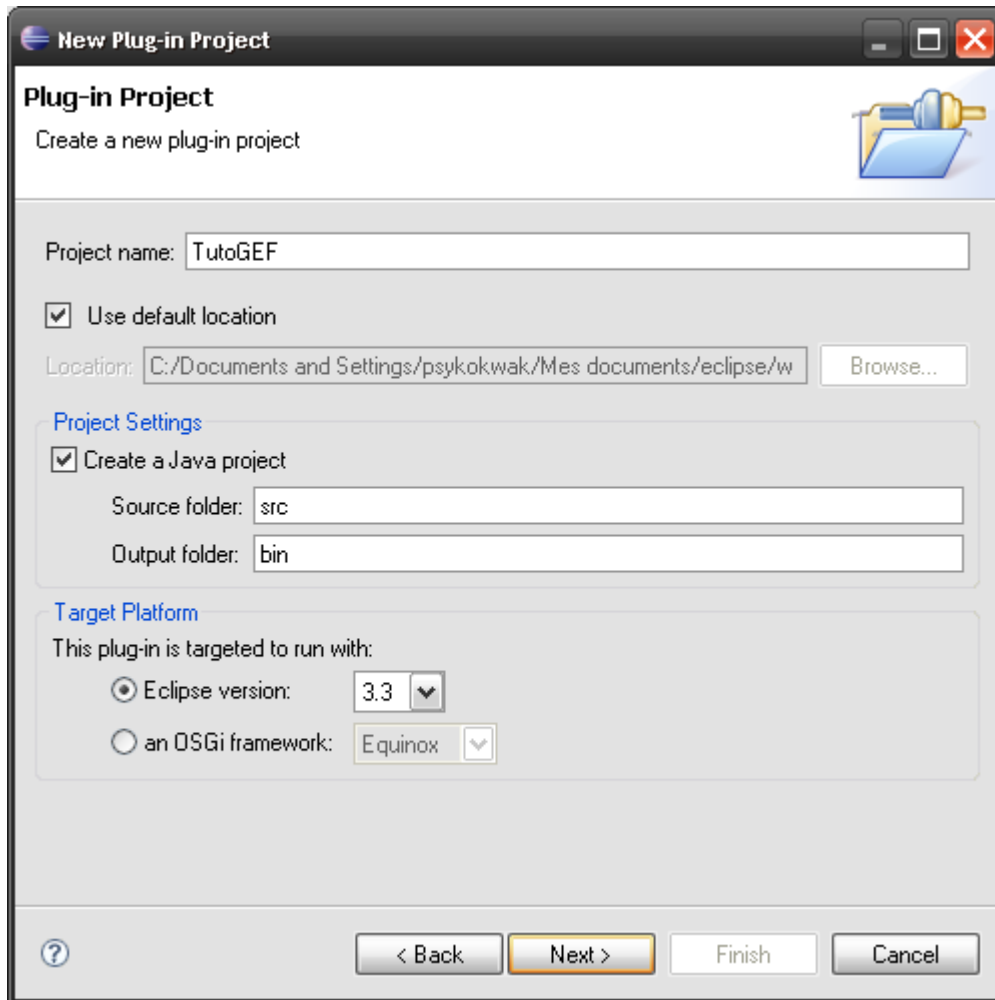 New Plug-in Project
Plug-in Project
Create a new plug-in project
Project name: TutoGEF
Use default location
Location: C:/Documents and Settings/psykokwak/Mes documents/eclipse/w Browse...
Project Settings
Create a Java project
Source folder: src
Output folder: bin
Target Platform
This plug-in is targeted to run with:
Eclipse version: 3.3
an OSGi framework: Equinox
? < Back Next > Finish Cancel